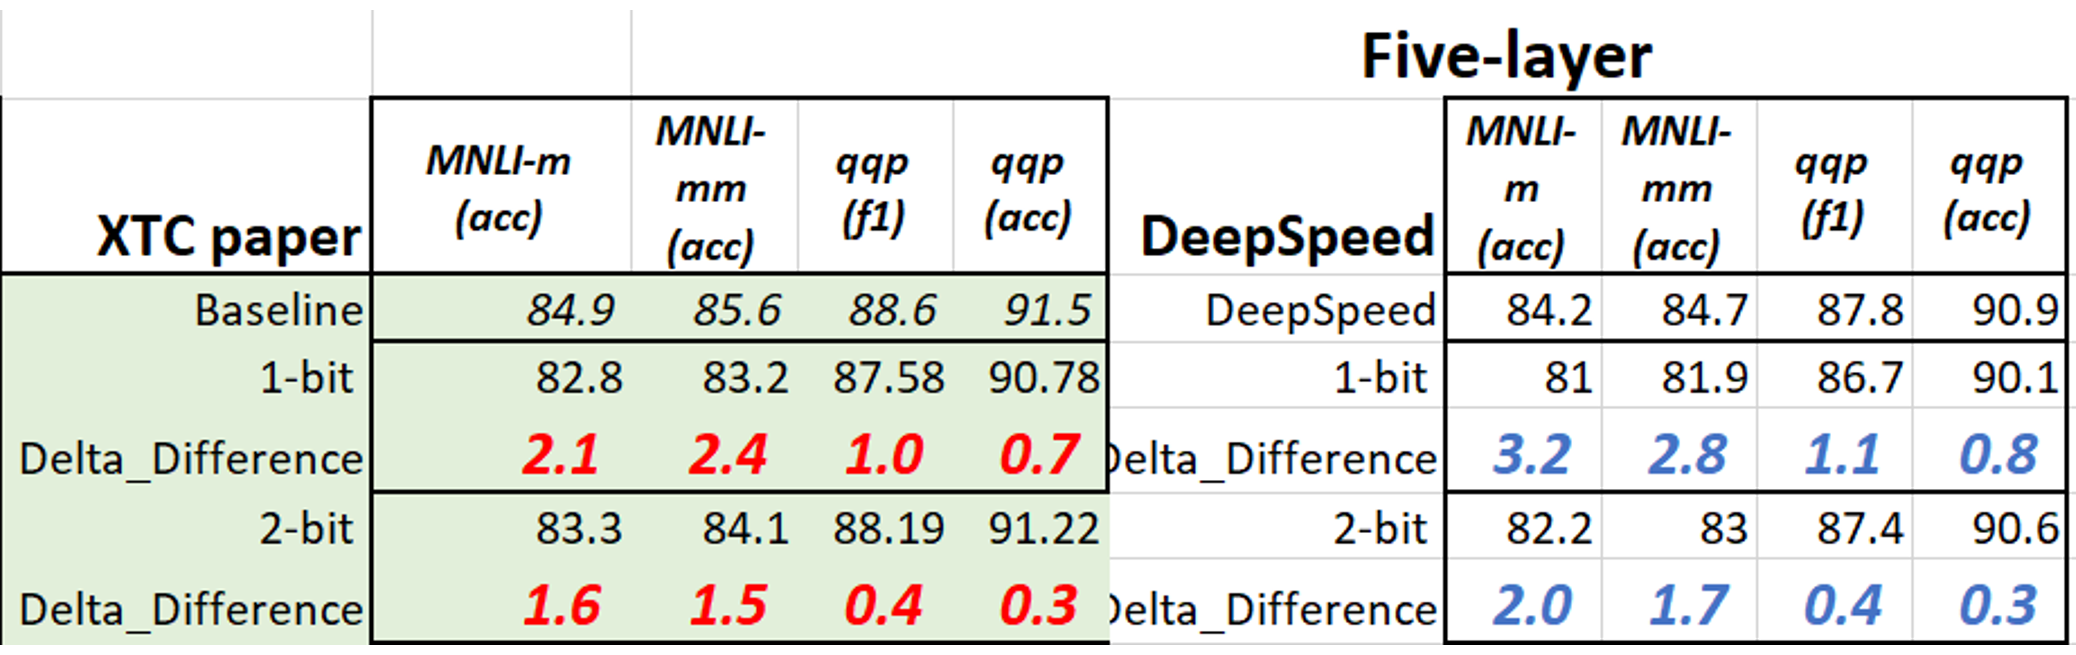 Five-layer
XTC paper MNLI-m (acc) MNLI-mm (acc) qqp (f1) qqp (acc) DeepSpeed MNLI-m (acc) MNLI-mm (acc) qqp (f1) qqp (acc)
Baseline 84.9 85.6 88.6 91.5 DeepSpeed 84.2 84.7 87.8 90.9
1-bit 82.8 83.2 87.58 90.78 1-bit 81 81.9 86.7 90.1
Delta_Difference 2.1 2.4 1.0 0.7 Delta_Difference 3.2 2.8 1.1 0.8
2-bit 83.3 84.1 88.19 91.22 2-bit 82.2 83 87.4 90.6
Delta_Difference 1.6 1.5 0.4 0.3 Delta_Difference 2.0 1.7 0.4 0.3